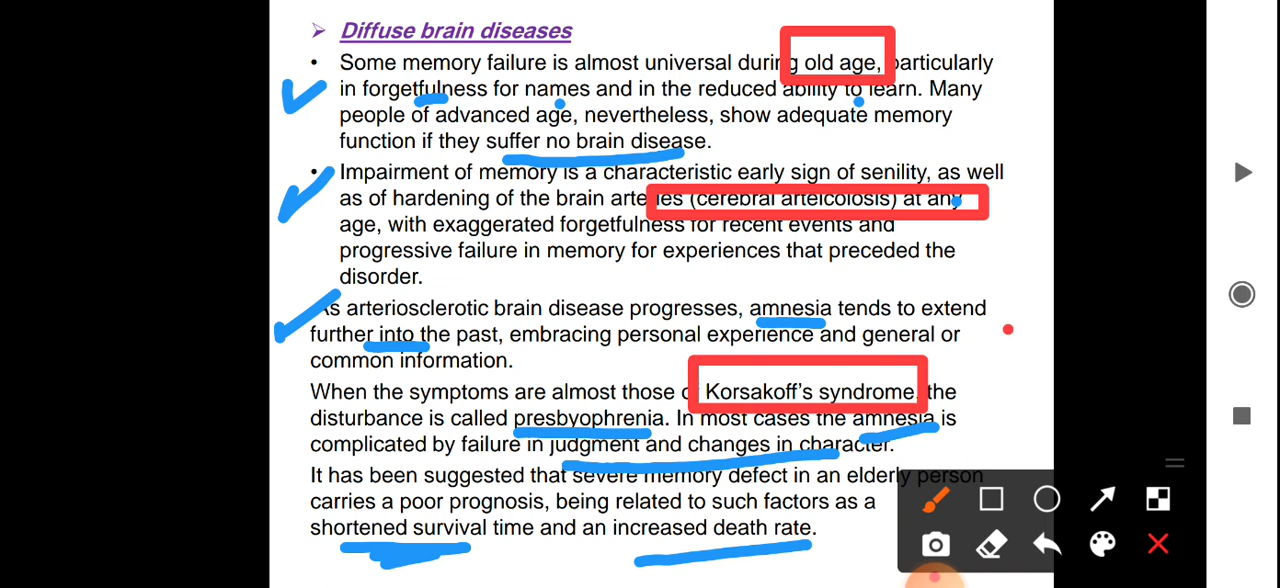 Diffuse brain diseases
Some memory failure is almost universal during old age, particularly
in forgetfulness for names and in the reduced ability to learn. Many
people of advanced age, nevertheless, show adequate memory
function if they suffer no brain disease.
Impairment of memory is a characteristic early sign of senility, as well
as of hardening of the brain arteries (cerebral arteicolosis) at any
age, with exaggerated forgetfulness for recent events and
progressive failure in memory for experiences that preceded the
disorder.
As arteriosclerotic brain disease progresses, amnesia tends to extend
further into the past, embracing personal experience and general or
common information.
When the symptoms are almost those of Korsakoff's syndrome, the
disturbance is called presbyophrenia. In most cases the amnesia is
complicated by failure in judgment and changes in character.
It has been suggested that severe memory defect in an elderly person
carries a poor prognosis, being related to such factors as a
shortened survival time and an increased death rate.